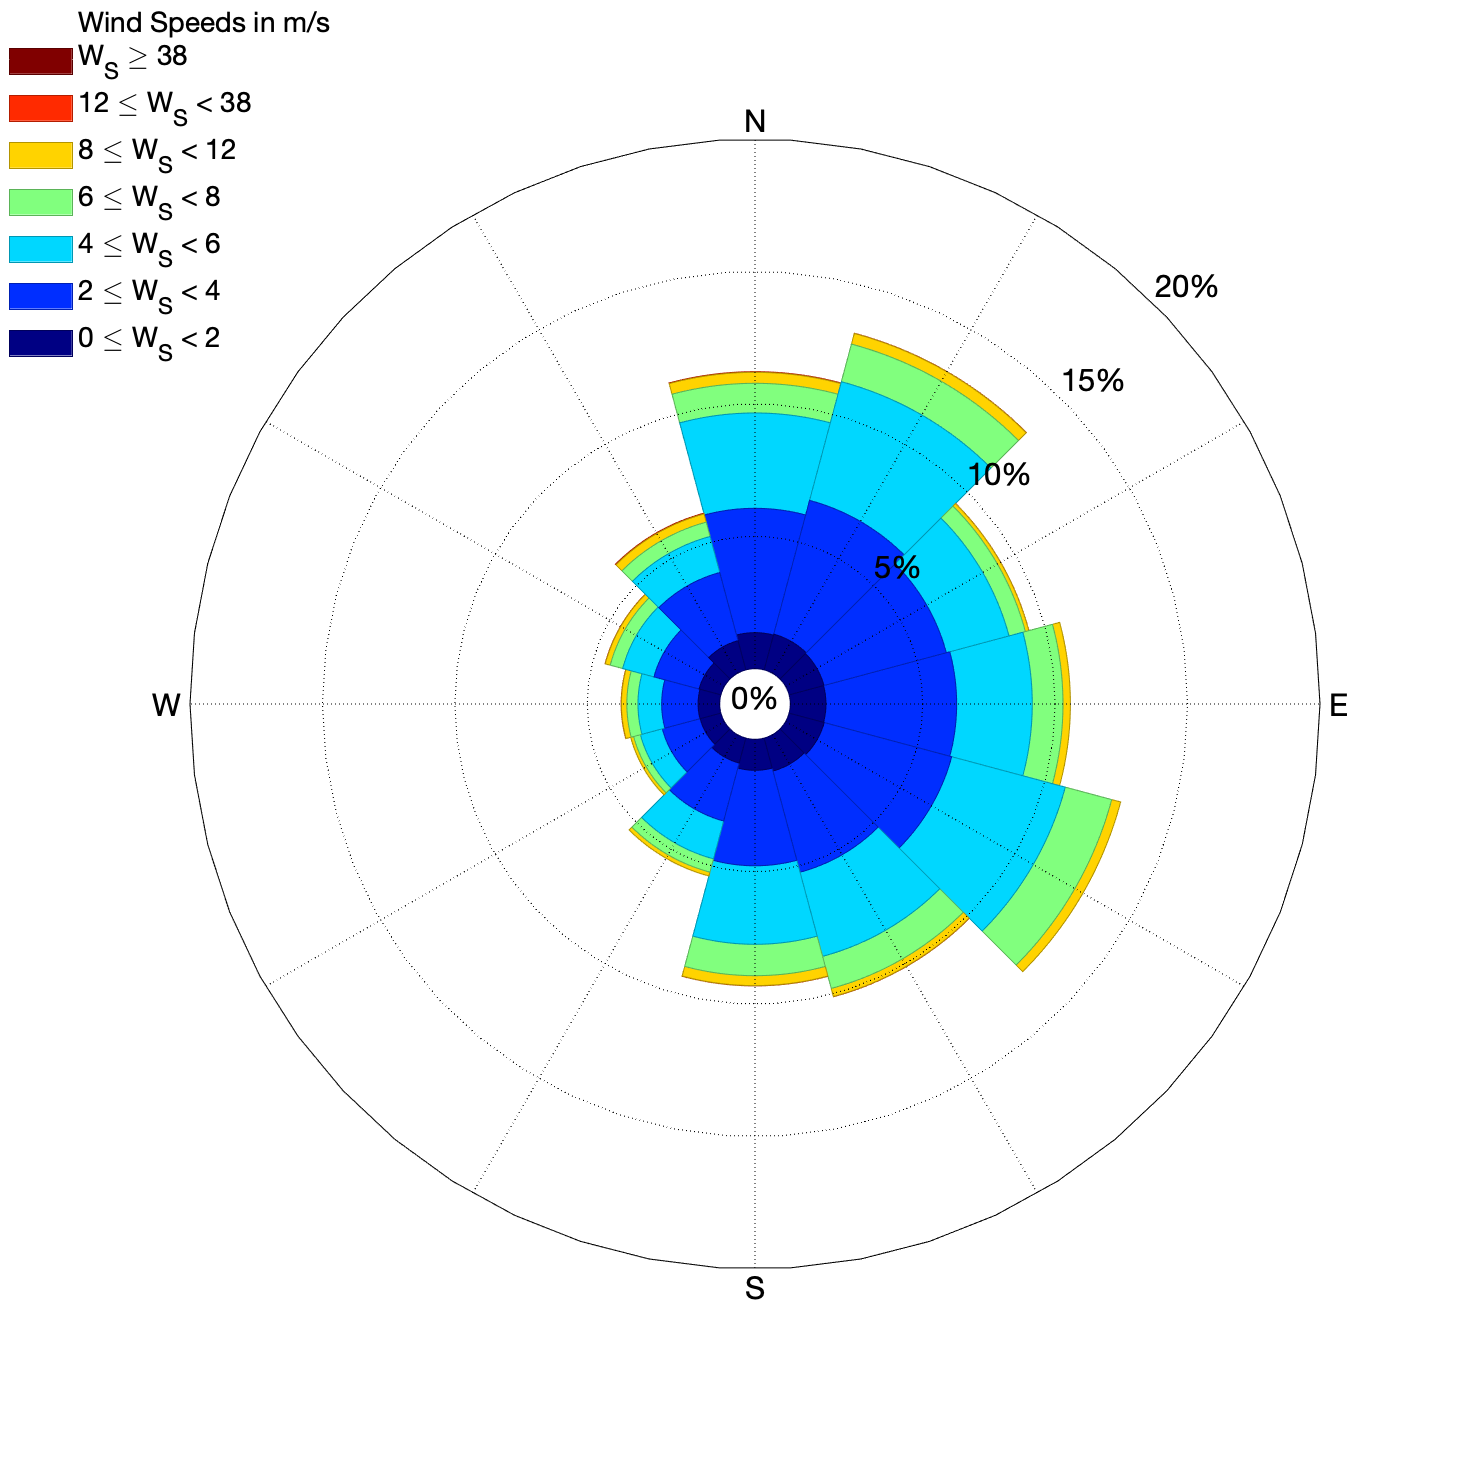 Wind Speeds in m/s
W_S ≥ 38
12 ≤ W_S < 38
8 ≤ W_S < 12
6 ≤ W_S < 8
4 ≤ W_S < 6
2 ≤ W_S < 4
0 ≤ W_S < 2
N
20%
15%
10%
5%
0%
W
E
S